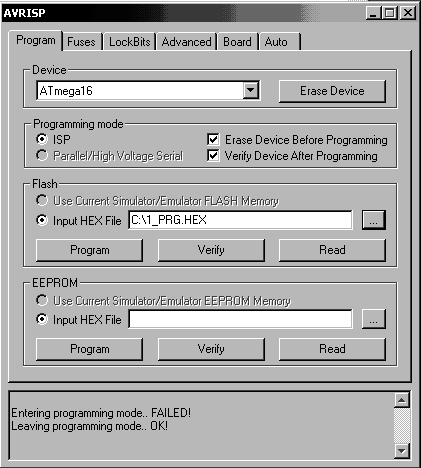 AVRISP
Program Fuses LockBits Advanced Board Auto
Device
ATmega16 Erase Device
Programming mode
ISP Erase Device Before Programming
Parallel/High Voltage Serial Verify Device After Programming
Flash
Use Current Simulator/Emulator FLASH Memory
Input HEX File C:\1_PRG.HEX ...
Program Verify Read
EEPROM
Use Current Simulator/Emulator EEPROM Memory
Input HEX File ...
Program Verify Read
Entering programming mode.. FAILED!
Leaving programming mode.. OK!